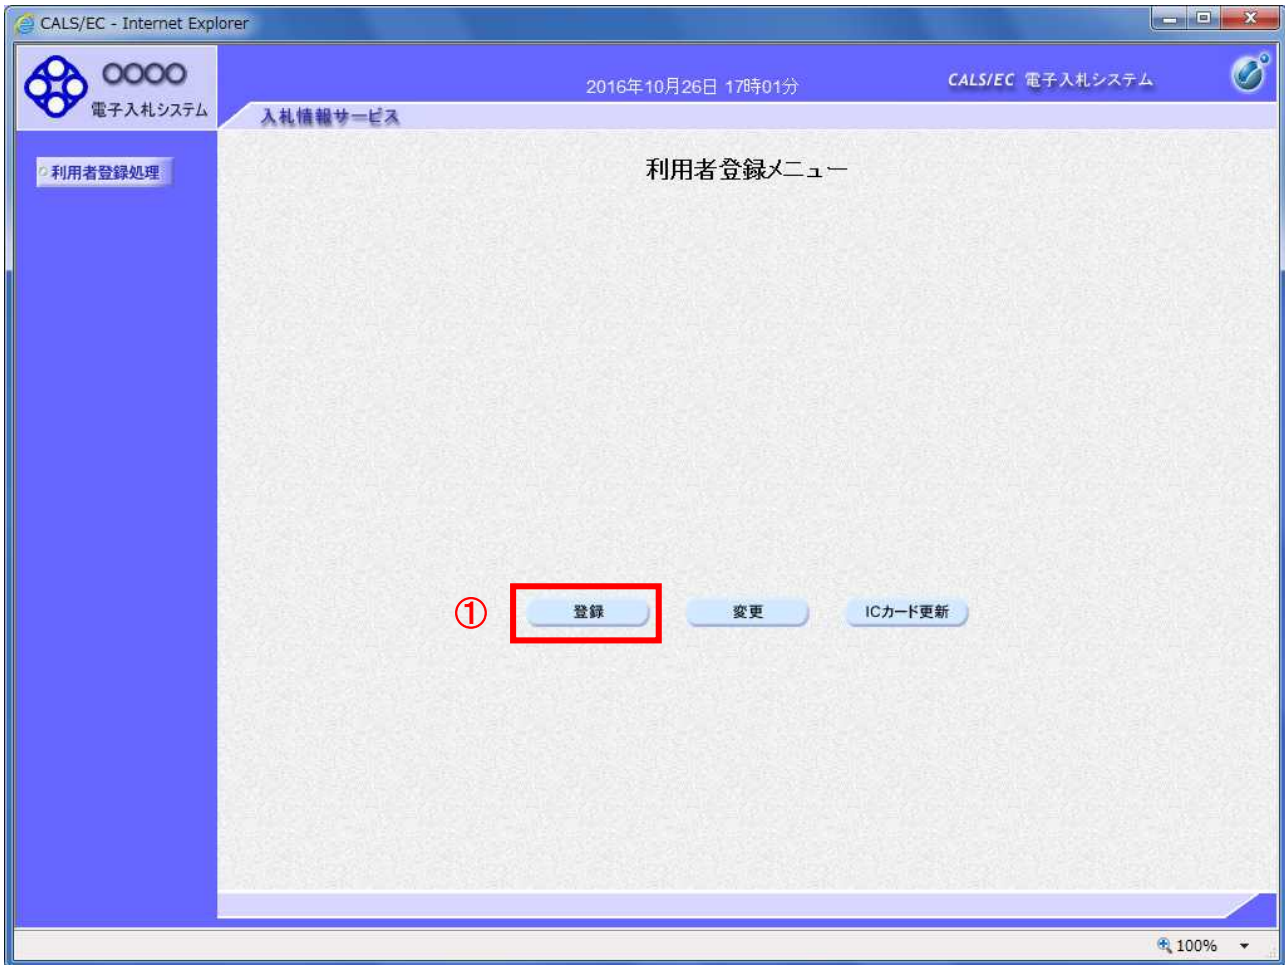 CALS/EC - Internet Explorer
〇〇〇〇
電子入札システム
2016年10月26日 17時01分
CALS/EC 電子入札システム
入札情報サービス
利用者登録処理
利用者登録メニュー
① 登録 変更 ICカード更新
100%